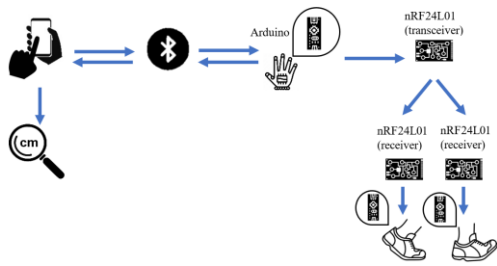 Arduino
nRF24L01
(transceiver)
cm
nRF24L01
(receiver)
nRF24L01
(receiver)